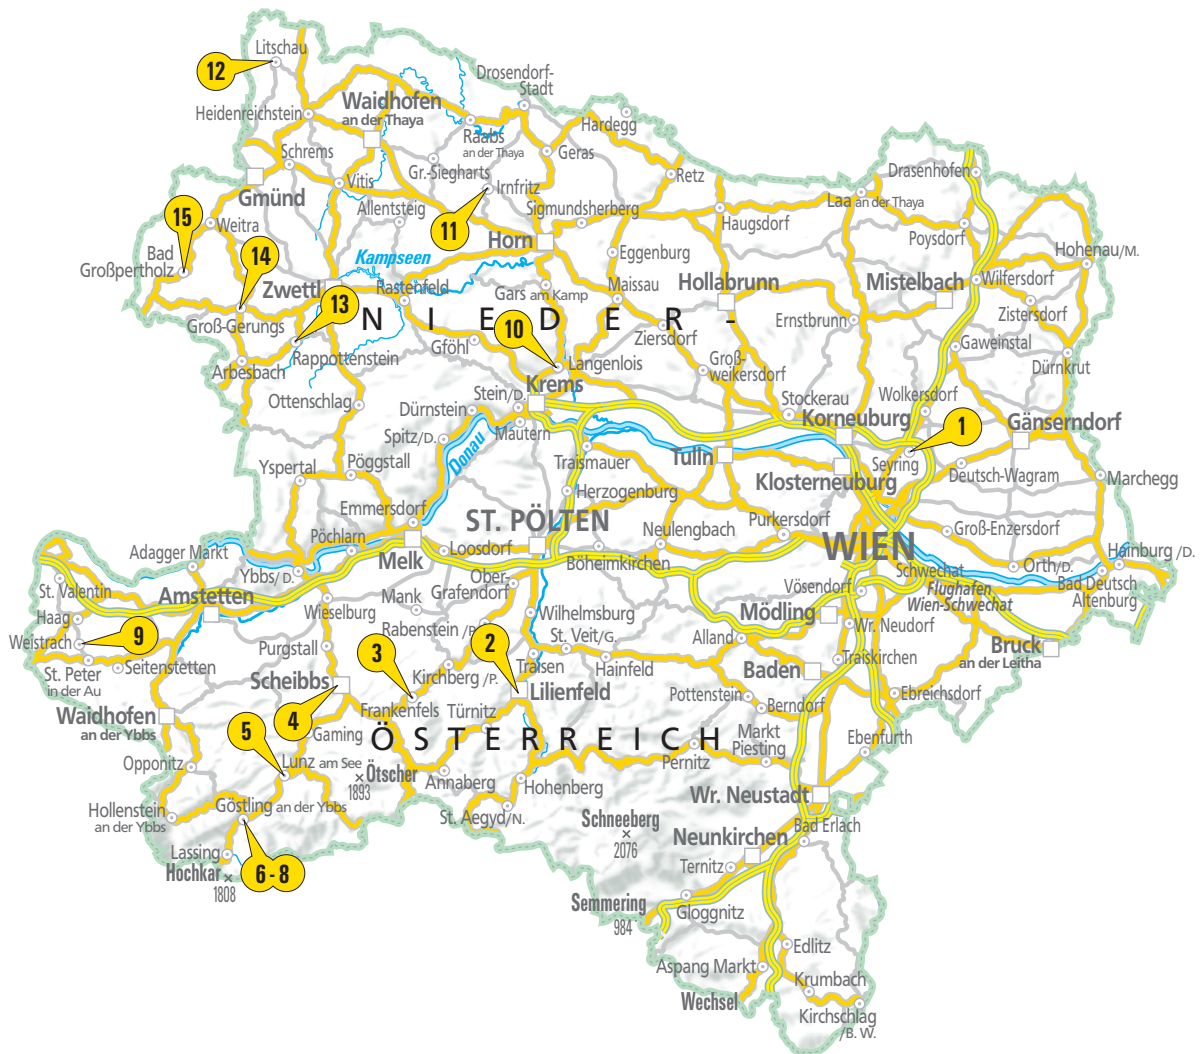 Litschau
12
Drosendorf-
Stadt
Waidhofen
an der Thaya
Heidenreichstein
Hardegg
Raabs
an der Thaya
Geras
Schrems
Gr.-Siegharts
Drasenhofen
Retz
Vitis
Irnfritz
Gmünd
Laa an der Thaya
15
Allentsteig
Sigmundsherberg
Weitra
11
Haugsdorf
Poysdorf
Horn
Bad
Großpertholz
14
Kampseen
Eggenburg
Hohenau/M.
Zwettl
Rastenfeld
Gars am Kamp
Maissau
Hollabrunn
Mistelbach
Wilfersdorf
13
Groß-Gerungs
Zistersdorf
NIEDER-
Ernstbrunn
10
Ziersdorf
Gföhl
Gaweinstal
Rappottenstein
Langenlois
Groß-
weikersdorf
Dürnkrut
Arbesbach
Krems
Stein/D.
Wolkersdorf
Stockerau
Ottenschlag
Dürnstein
Korneuburg
Gänserndorf
1
Mautern
Spitz/D.
Donau
Tulln
Seyring
Traismauer
Yspertal
Pöggstall
Klosterneuburg
Deutsch-Wagram
Marchegg
Herzogenburg
Emmersdorf
ST. PÖLTEN
Neulengbach
Purkersdorf
Groß-Enzersdorf
Pöchlarn
WIEN
Adagger Markt
Melk
Loosdorf
Böheimkirchen
Hainburg /D.
Ybbs/ D.
Ober-
Grafendorf
Schwechat
Orth/D.
Vösendorf
Flughafen
Wien-Schwechat
Bad Deutsch
Altenburg
St. Valentin
Amstetten
Wieselburg
Mank
Haag
Wilhelmsburg
Mödling
Weistrach
9
Rabenstein /P.
St. Veit/G.
Alland
Wr. Neudorf
Purgstall
3
2
Bruck
an der Leitha
Seitenstetten
Hainfeld
Traisen
Traiskirchen
St. Peter
in der Au
Kirchberg /P.
Baden
Scheibbs
Lilienfeld
Pottenstein
Ebreichsdorf
Waidhofen
an der Ybbs
4
Frankenfels
Türnitz
Berndorf
5
Gaming
ÖSTERREICH
Markt
Piesting
Ebenfurth
Opponitz
Lunz am See
Pernitz
Ötscher
1893
Annaberg
Hohenberg
Wr. Neustadt
Hollenstein
an der Ybbs
Göstling an der Ybbs
St. Aegyd/N.
Schneeberg
2076
Neunkirchen
Bad Erlach
Lassing
Hochkar
1808
6 - 8
Ternitz
Semmering
984
Gloggnitz
Edlitz
Aspang Markt
Krumbach
Wechsel
Kirchschlag
/B. W.